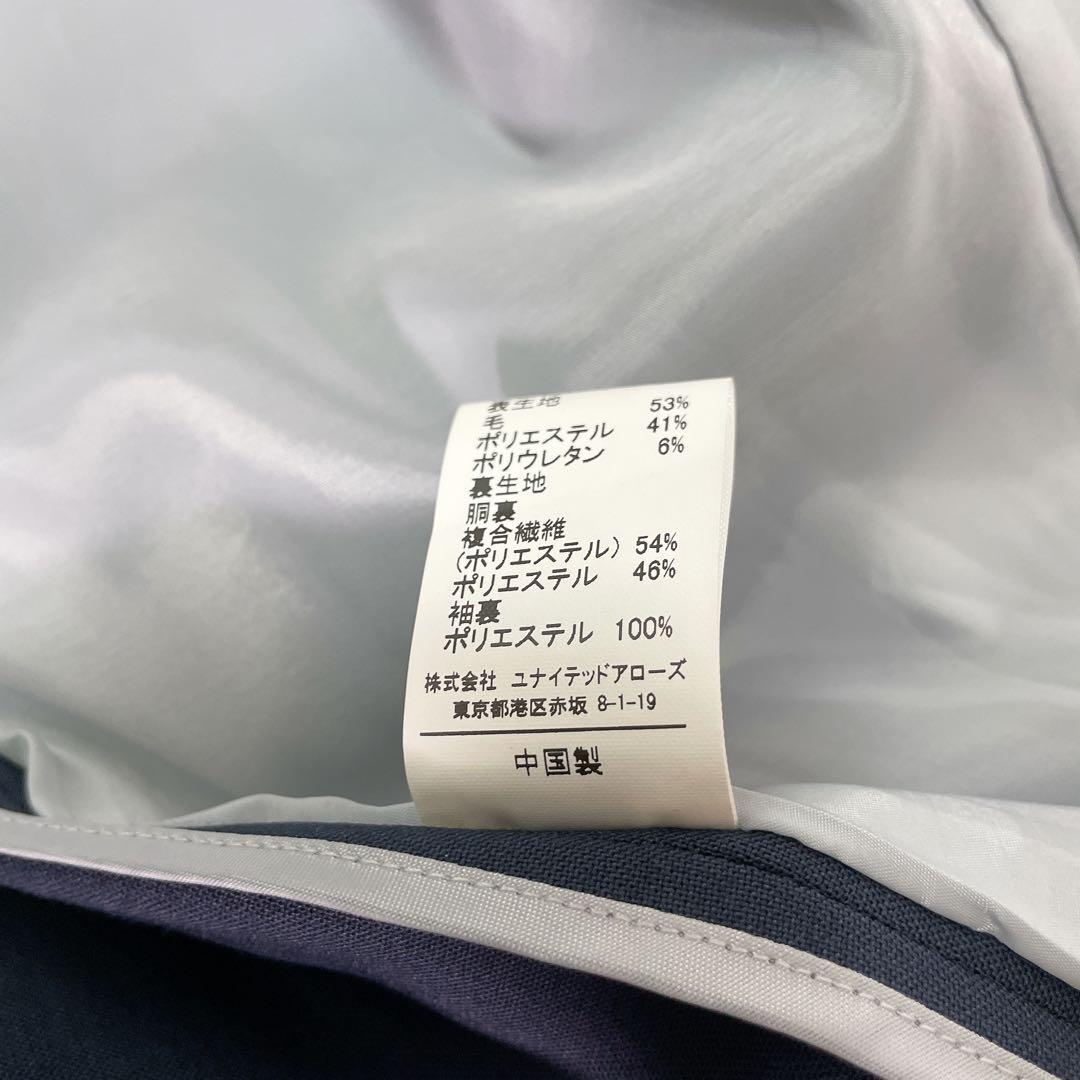 表生地
毛 53%
ポリエステル 41%
ポリウレタン 6%
裏生地
胴裏
複合繊維
(ポリエステル) 54%
ポリエステル 46%
袖裏
ポリエステル 100%
株式会社 ユナイテッドアローズ
東京都港区赤坂 8-1-19
中国製